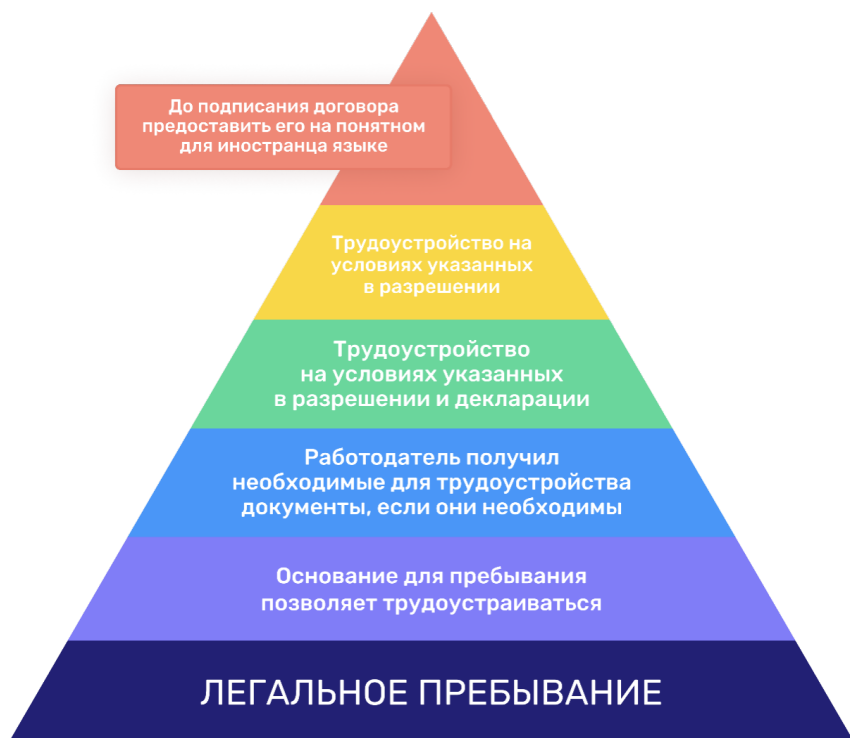 До подписания договора
предоставить его на понятном
для иностранца языке
Трудоустройство на
условиях указанных
в разрешении
Трудоустройство
на условиях указанных
в разрешении и декларации
Работодатель получил
необходимые для трудоустройства
документы, если они необходимы
Основание для пребывания
позволяет трудоустраиваться
ЛЕГАЛЬНОЕ ПРЕБЫВАНИЕ